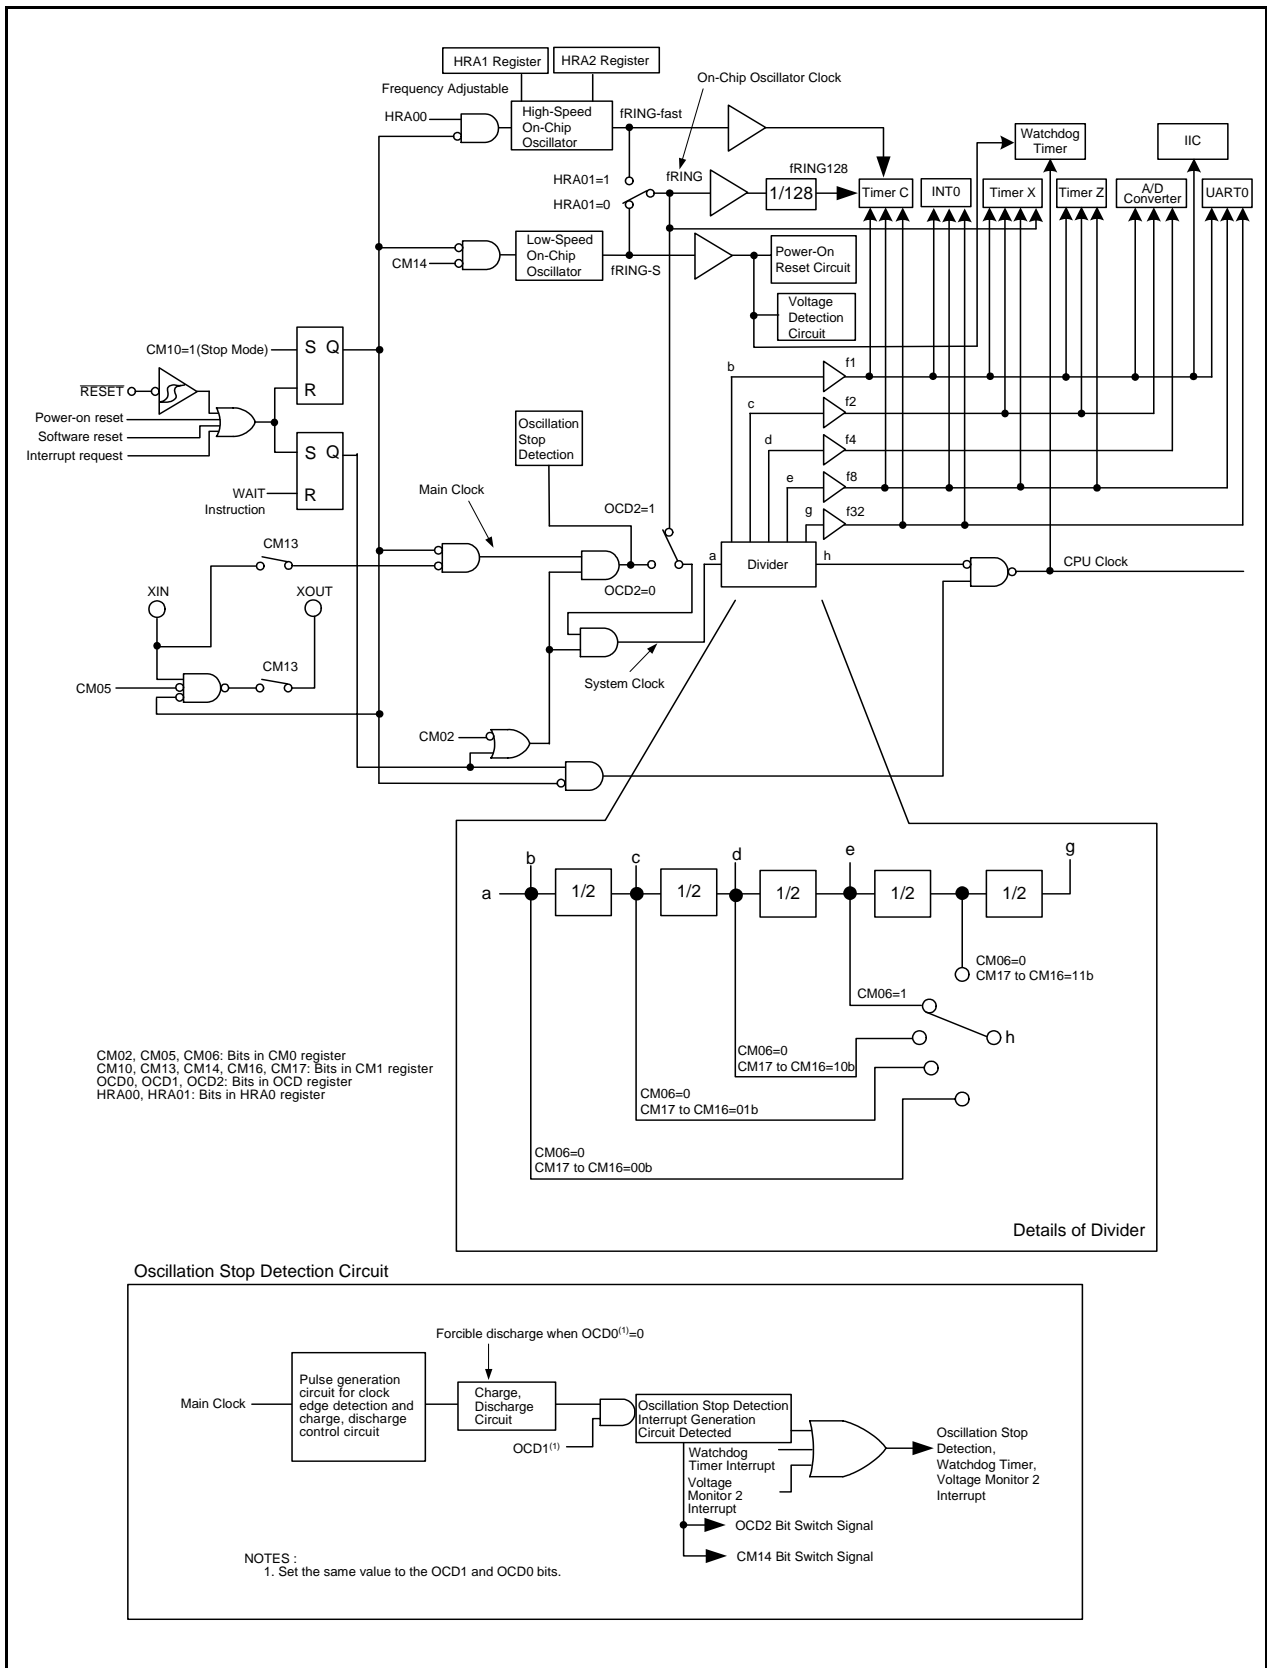 HRA1 Register
HRA2 Register
On-Chip Oscillator Clock
Frequency Adjustable
HRA00
High-Speed
On-Chip
Oscillator
fRING-fast
Watchdog
Timer
IIC
HRA01=1
fRING
fRING128
HRA01=0
1/128
Timer C
INT0
Timer X
Timer Z
A/D
Converter
UART0
CM14
Low-Speed
On-Chip
Oscillator
fRING-S
Power-On
Reset Circuit
Voltage
Detection
Circuit
CM10=1(Stop Mode)
S Q
R
RESET
Power-on reset
Software reset
Interrupt request
S Q
R
WAIT
Instruction
b
f1
c
f2
d
f4
e
f8
g
f32
Oscillation
Stop
Detection
Main Clock
OCD2=1
OCD2=0
a
Divider
h
CPU Clock
CM13
XIN
XOUT
CM13
CM05
System Clock
CM02
b
c
d
e
g
a
1/2
1/2
1/2
1/2
1/2
CM06=0
CM17 to CM16=11b
CM06=1
h
CM06=0
CM17 to CM16=10b
CM06=0
CM17 to CM16=01b
CM06=0
CM17 to CM16=00b
Details of Divider
CM02, CM05, CM06: Bits in CM0 register
CM10, CM13, CM14, CM16, CM17: Bits in CM1 register
OCD0, OCD1, OCD2: Bits in OCD register
HRA00, HRA01: Bits in HRA0 register
Oscillation Stop Detection Circuit
Forcible discharge when OCD0(1)=0
Main Clock
Pulse generation
circuit for clock
edge detection and
charge, discharge
control circuit
Charge,
Discharge
Circuit
OCD1(1)
Oscillation Stop Detection
Interrupt Generation
Circuit Detected
Watchdog
Timer Interrupt
Voltage
Monitor 2
Interrupt
Oscillation Stop
Detection,
Watchdog Timer,
Voltage Monitor 2
Interrupt
OCD2 Bit Switch Signal
CM14 Bit Switch Signal
NOTES :
1. Set the same value to the OCD1 and OCD0 bits.